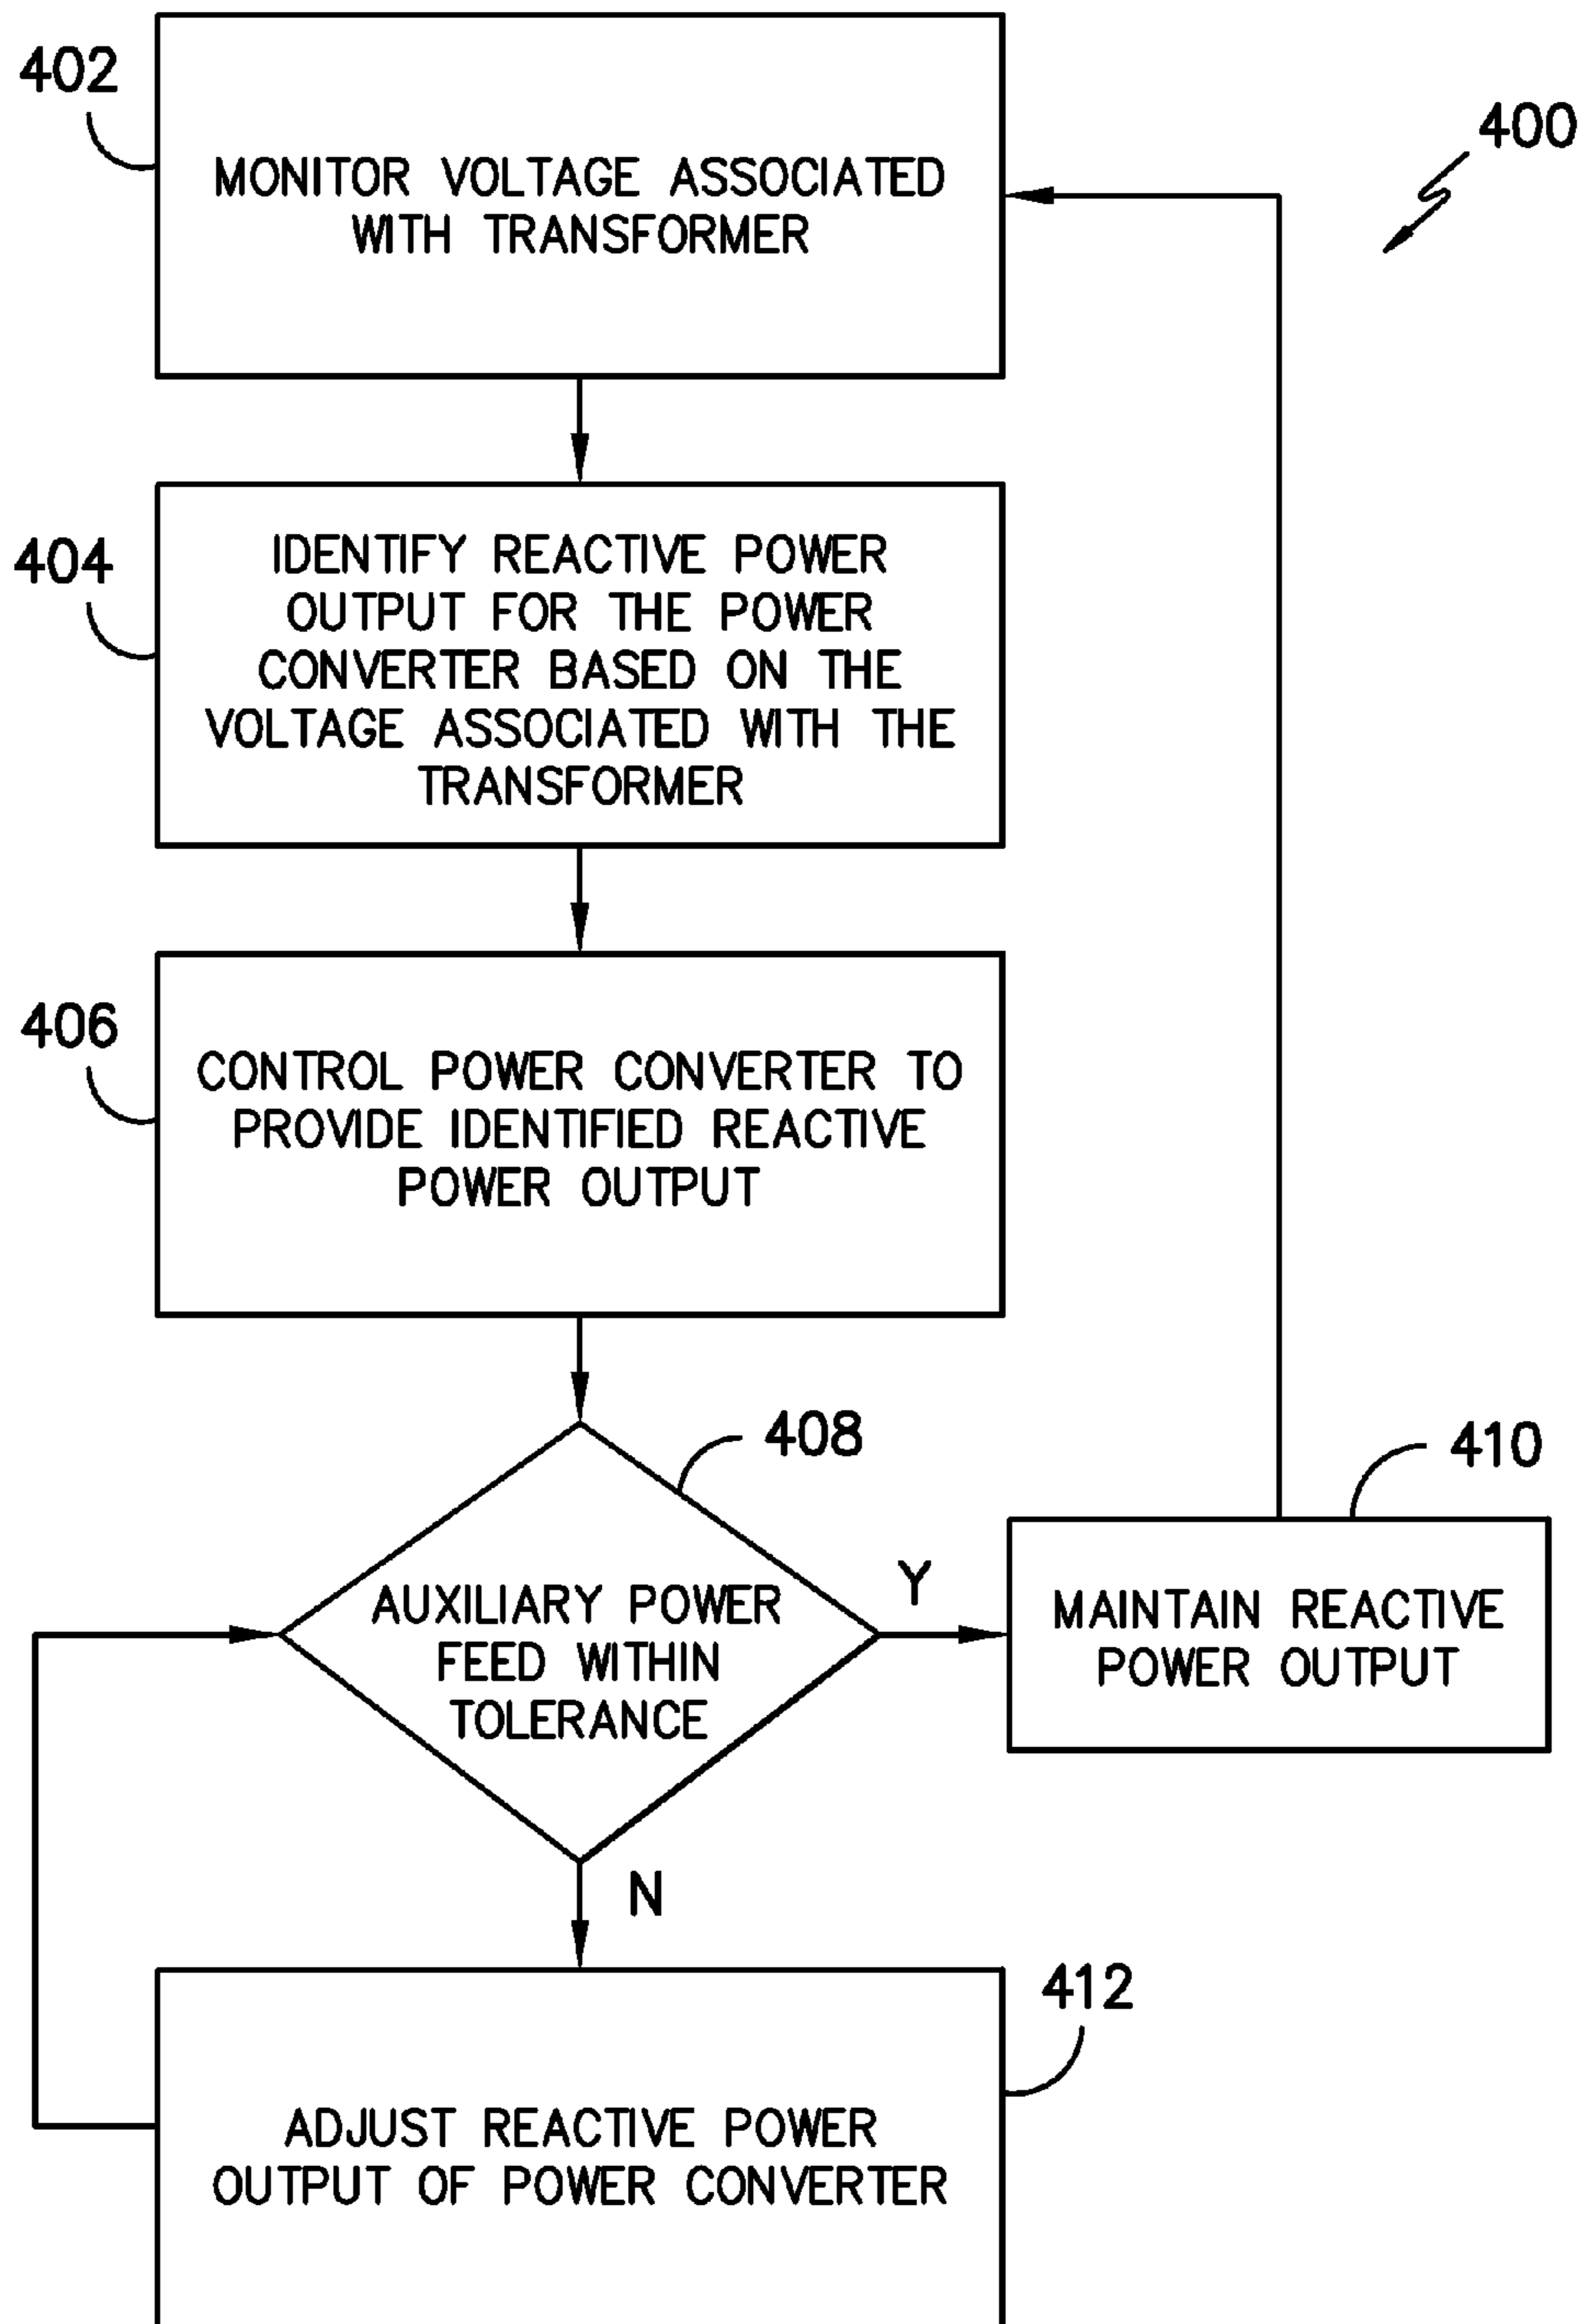 402
400
MONITOR VOLTAGE ASSOCIATED
WITH TRANSFORMER
404
IDENTIFY REACTIVE POWER
OUTPUT FOR THE POWER
CONVERTER BASED ON THE
VOLTAGE ASSOCIATED WITH THE
TRANSFORMER
406
CONTROL POWER CONVERTER TO
PROVIDE IDENTIFIED REACTIVE
POWER OUTPUT
408
410
AUXILIARY POWER
FEED WITHIN
TOLERANCE
Y
MAINTAIN REACTIVE
POWER OUTPUT
N
412
ADJUST REACTIVE POWER
OUTPUT OF POWER CONVERTER